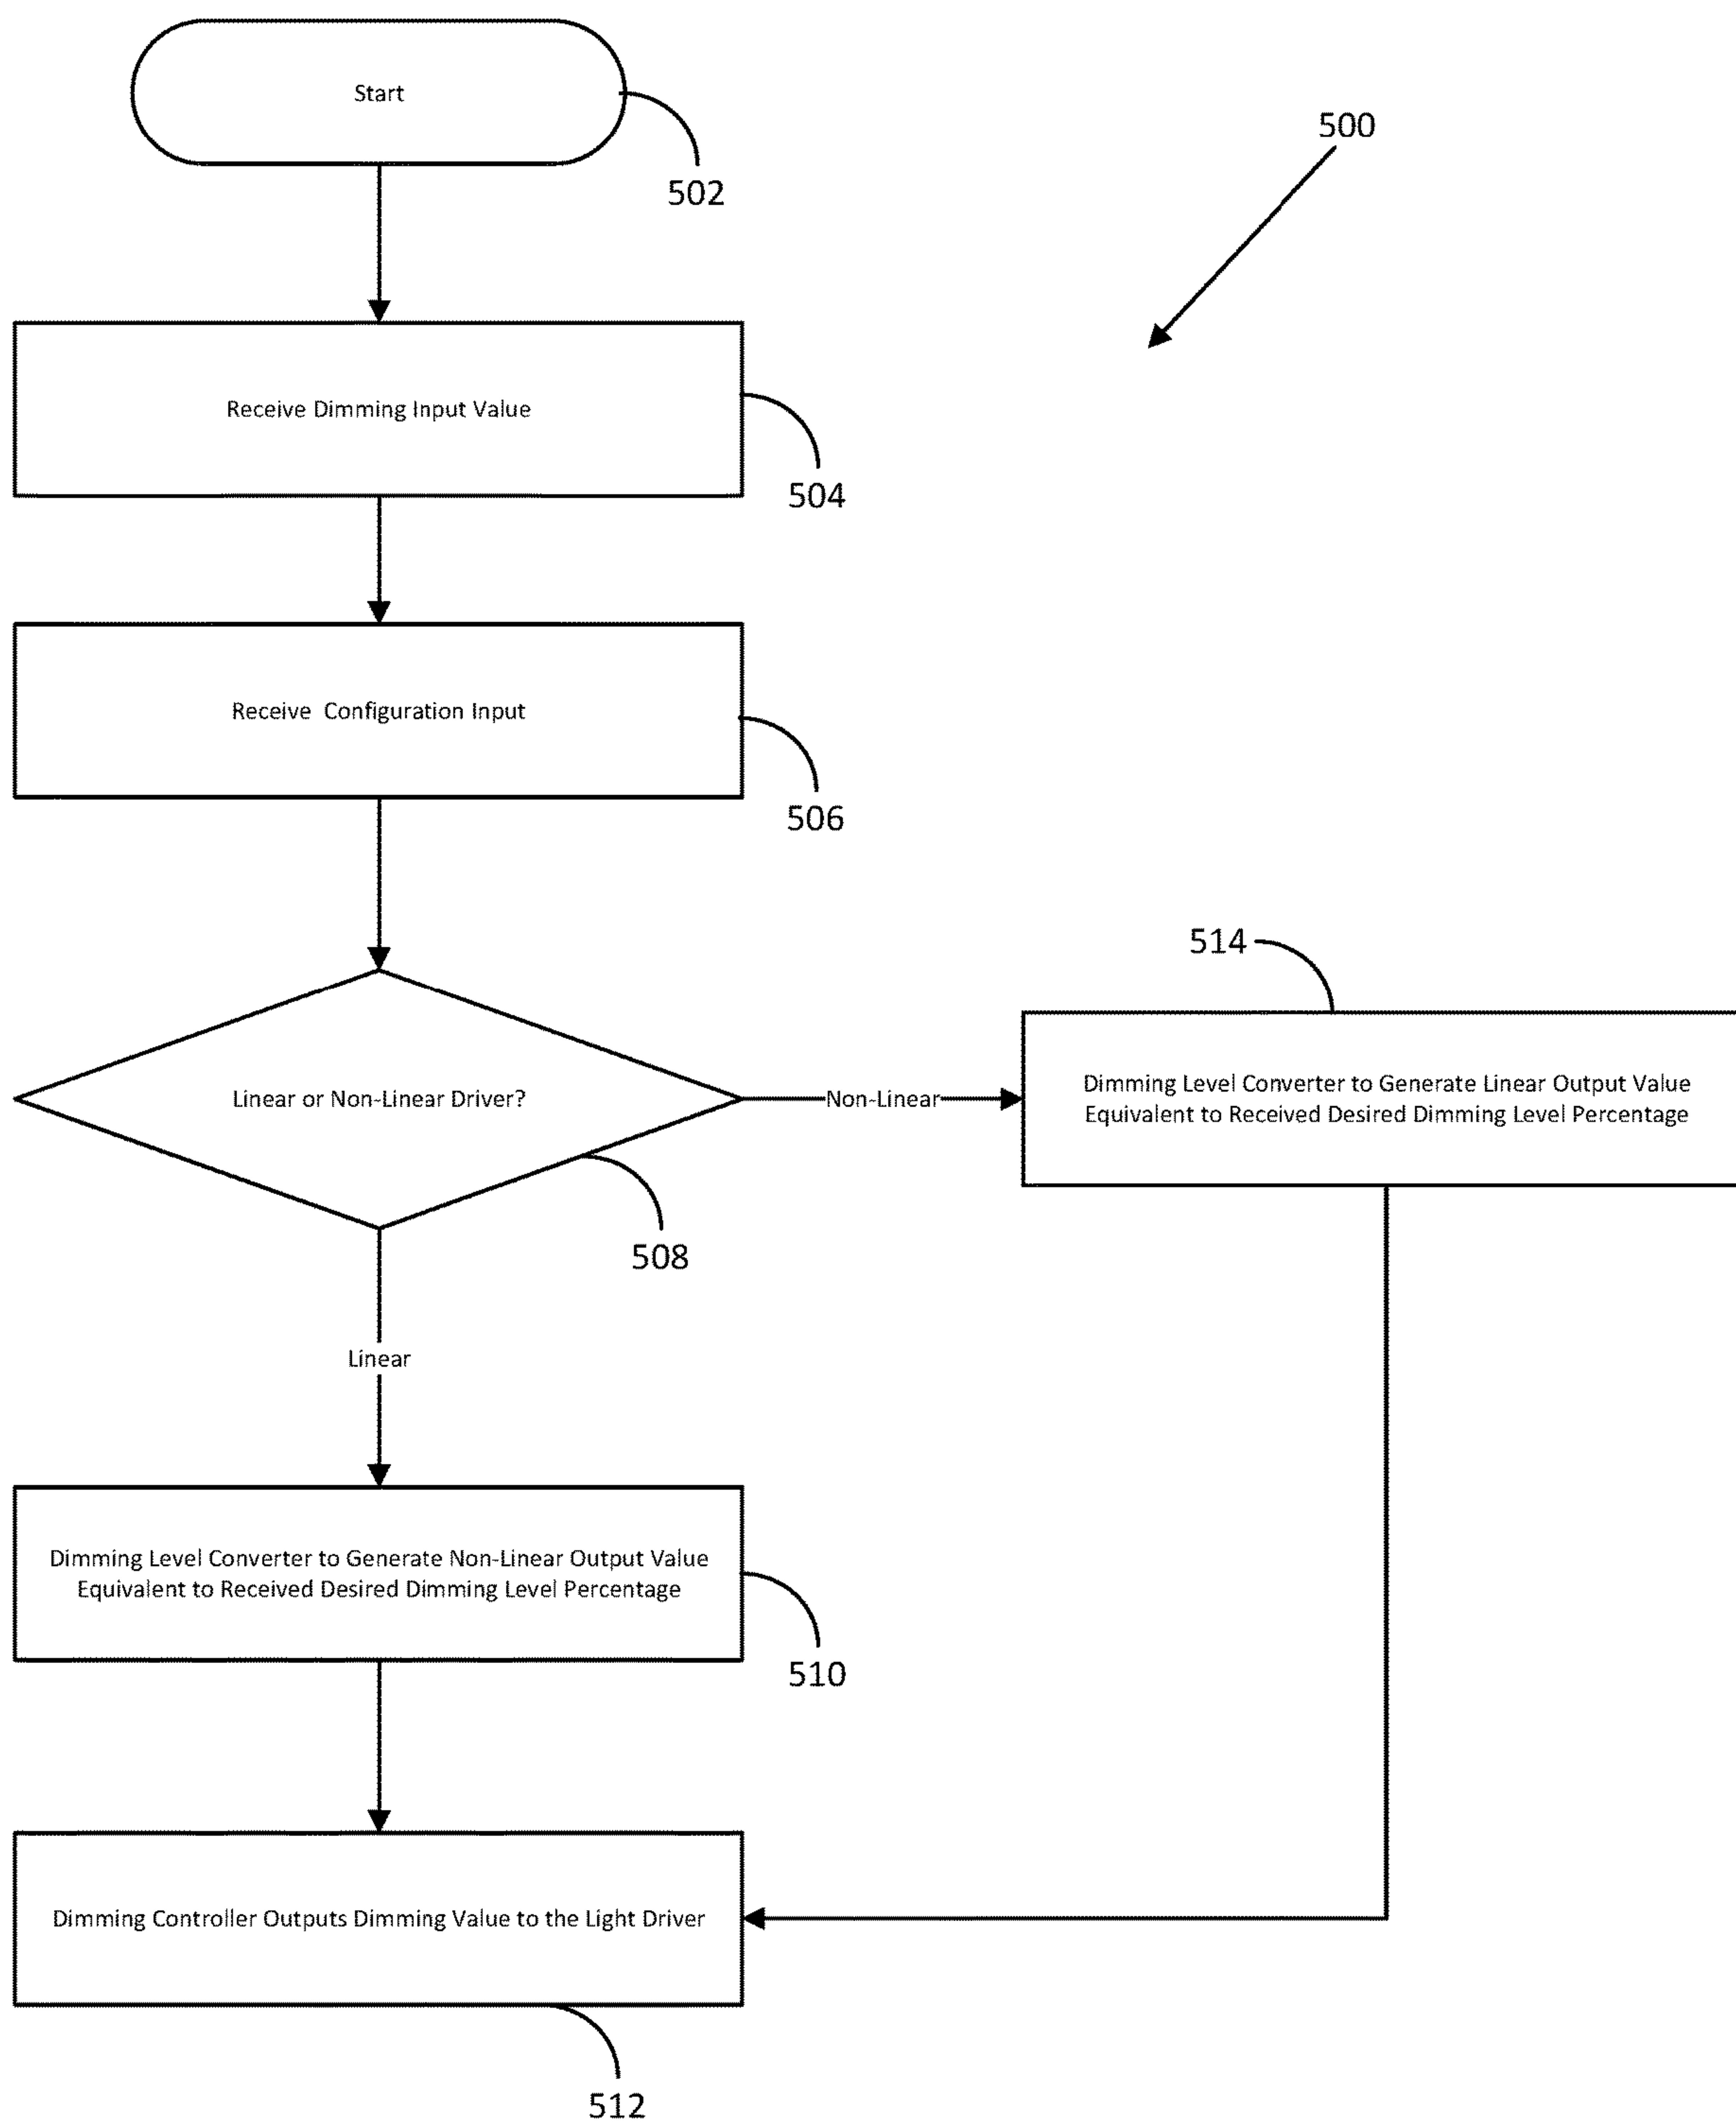 Start
500
502
Receive Dimming Input Value
504
Receive Configuration Input
506
514
Linear or Non-Linear Driver?
Non-Linear
Dimming Level Converter to Generate Linear Output Value
Equivalent to Received Desired Dimming Level Percentage
508
Linear
Dimming Level Converter to Generate Non-Linear Output Value
Equivalent to Received Desired Dimming Level Percentage
510
Dimming Controller Outputs Dimming Value to the Light Driver
512